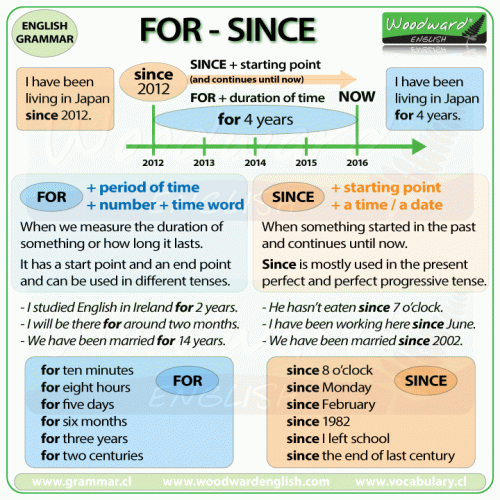 ENGLISH
GRAMMAR
FOR - SINCE
Woodward®
ENGLISH
I have been
living in Japan
since 2012.
since
2012
SINCE + starting point
(and continues until now)
FOR + duration of time
NOW
for 4 years
I have been
living in Japan
for 4 years.
2012 2013 2014 2015 2016
FOR
+ period of time
+ number + time word
When we measure the duration of
something or how long it lasts.
It has a start point and an end point
and can be used in different tenses.
- I studied English in Ireland for 2 years.
- I will be there for around two months.
- We have been married for 14 years.
SINCE
+ starting point
+ a time / a date
When something started in the past
and continues until now.
Since is mostly used in the present
perfect and perfect progressive tense.
- He hasn't eaten since 7 o'clock.
- I have been working here since June.
- We have been married since 2002.
for ten minutes
for eight hours
for five days
for six months
for three years
for two centuries
FOR
since 8 o'clock
since Monday
since February
since 1982
since I left school
since the end of last century
SINCE
www.grammar.cl www.woodwardenglish.com www.vocabulary.cl